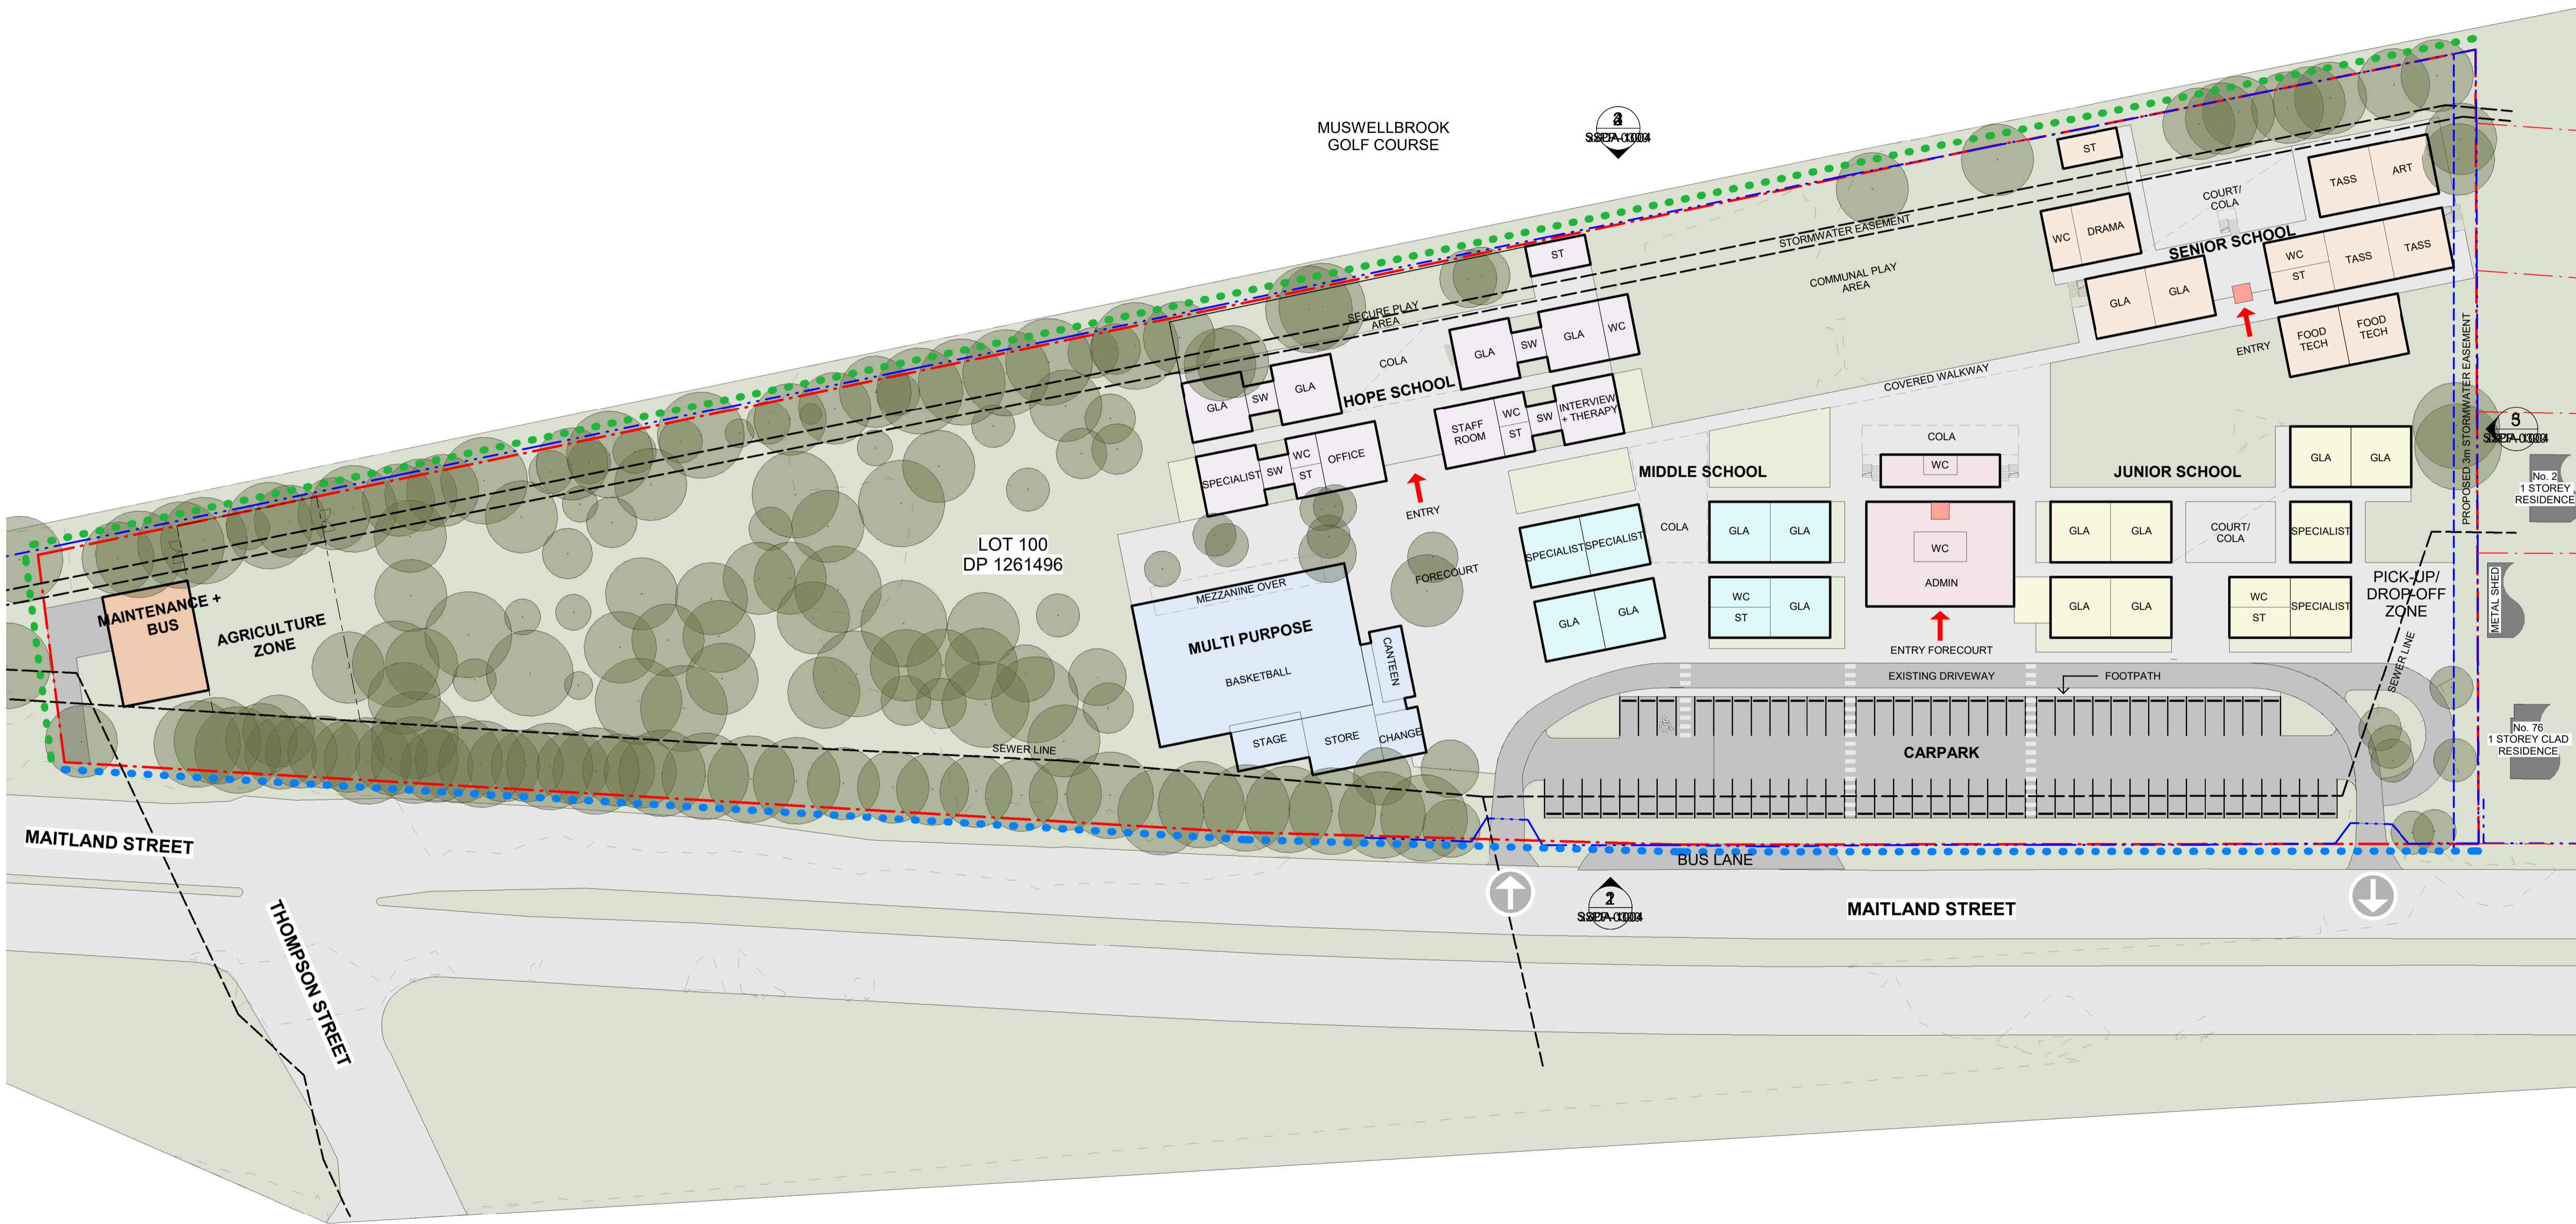 MUSWELLBROOK
GOLF COURSE
ST
COURT/
COLA
TASS
ART
WC
DRAMA
SENIOR SCHOOL
WC
ST
TASS
TASS
GLA
GLA
ENTRY
FOOD
TECH
FOOD
TECH
STORMWATER EASEMENT
COMMUNAL PLAY
AREA
COVERED WALKWAY
PROPOSED 3m STORMWATER EASEMENT
ST
SECURE PLAY
AREA
COLA
HOPE SCHOOL
GLA
SW
GLA
GLA
SW
GLA
WC
SPECIALIST
SW
WC
ST
OFFICE
STAFF
ROOM
WC
ST
SW
INTERVIEW
+ THERAPY
ENTRY
LOT 100
DP 1261496
FORECOURT
MIDDLE SCHOOL
COLA
SPECIALIST
SPECIALIST
GLA
GLA
GLA
GLA
WC
ST
GLA
COLA
WC
WC
ADMIN
ENTRY FORECOURT
JUNIOR SCHOOL
GLA
GLA
GLA
GLA
COURT/
COLA
SPECIALIST
GLA
GLA
WC
ST
SPECIALIST
PICK-UP/
DROP-OFF
ZONE
SEWER LINE
No. 2
1 STOREY
RESIDENCE
METAL SHED
No. 76
1 STOREY CLAD
RESIDENCE
MAINTENANCE +
BUS
AGRICULTURE
ZONE
MEZZANINE OVER
MULTI PURPOSE
BASKETBALL
CANTEEN
STAGE
STORE
CHANGE
SEWER LINE
EXISTING DRIVEWAY
FOOTPATH
CARPARK
BUS LANE
MAITLAND STREET
MAITLAND STREET
THOMPSON STREET